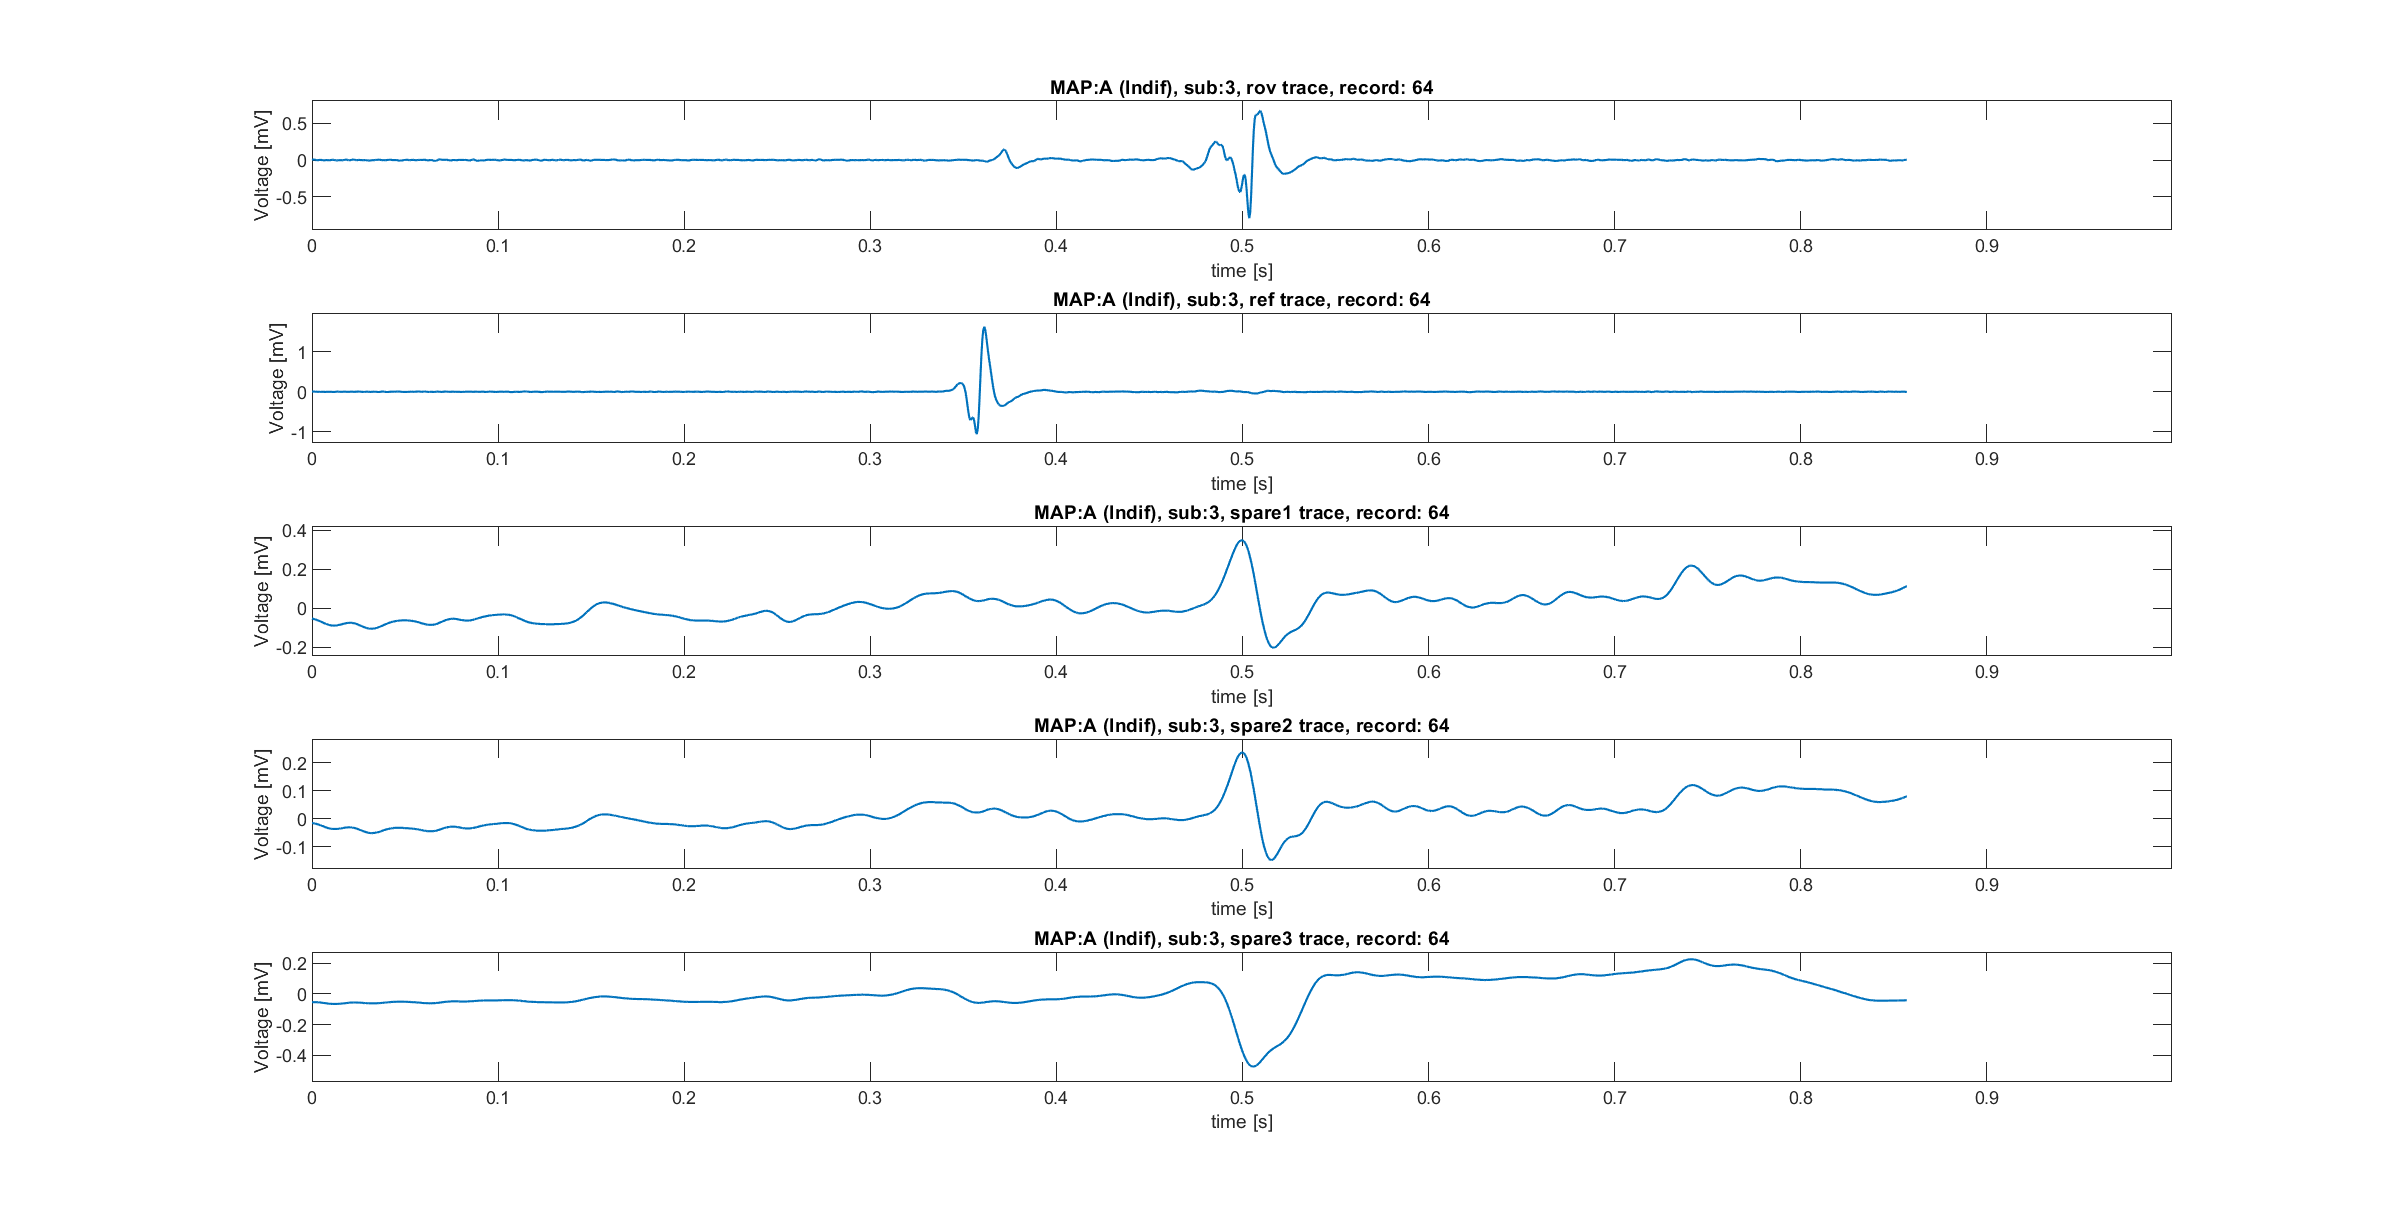 MAP:A (Indif), sub:3, rov trace, record: 64
Voltage [mV]
0.5
0
-0.5
0 0.1 0.2 0.3 0.4 0.5 0.6 0.7 0.8 0.9
time [s]
MAP:A (Indif), sub:3, ref trace, record: 64
Voltage [mV]
1
0
-1
0 0.1 0.2 0.3 0.4 0.5 0.6 0.7 0.8 0.9
time [s]
MAP:A (Indif), sub:3, spare1 trace, record: 64
Voltage [mV]
0.4
0.2
0
-0.2
0 0.1 0.2 0.3 0.4 0.5 0.6 0.7 0.8 0.9
time [s]
MAP:A (Indif), sub:3, spare2 trace, record: 64
Voltage [mV]
0.2
0.1
0
-0.1
0 0.1 0.2 0.3 0.4 0.5 0.6 0.7 0.8 0.9
time [s]
MAP:A (Indif), sub:3, spare3 trace, record: 64
Voltage [mV]
0.2
0
-0.2
-0.4
0 0.1 0.2 0.3 0.4 0.5 0.6 0.7 0.8 0.9
time [s]